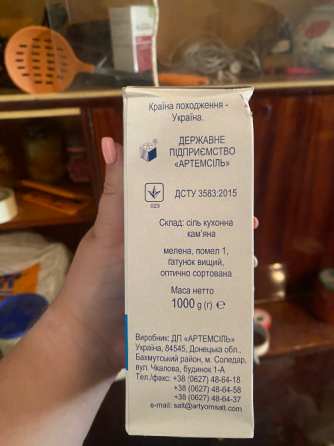 Країна походження -
Україна.
ДЕРЖАВНЕ
ПІДПРИЄМСТВО
«АРТЕМСІЛЬ»
029
ДСТУ 3583:2015
Склад: сіль кухонна
кам'яна
мелена, помел 1,
ґатунок вищий,
оптично сортована
Маса нетто
1000 g (г) ℮
Виробник: ДП «АРТЕМСІЛЬ»
Україна, 84545, Донецька обл.,
Бахмутський район, м. Соледар,
вул. Чкалова, будинок 1-А
Тел./факс: +38 (0627) 48-64-18
+38 (0627) 48-64-58
+38 (0627) 48-64-37
e-mail: salt@artyomsalt.com